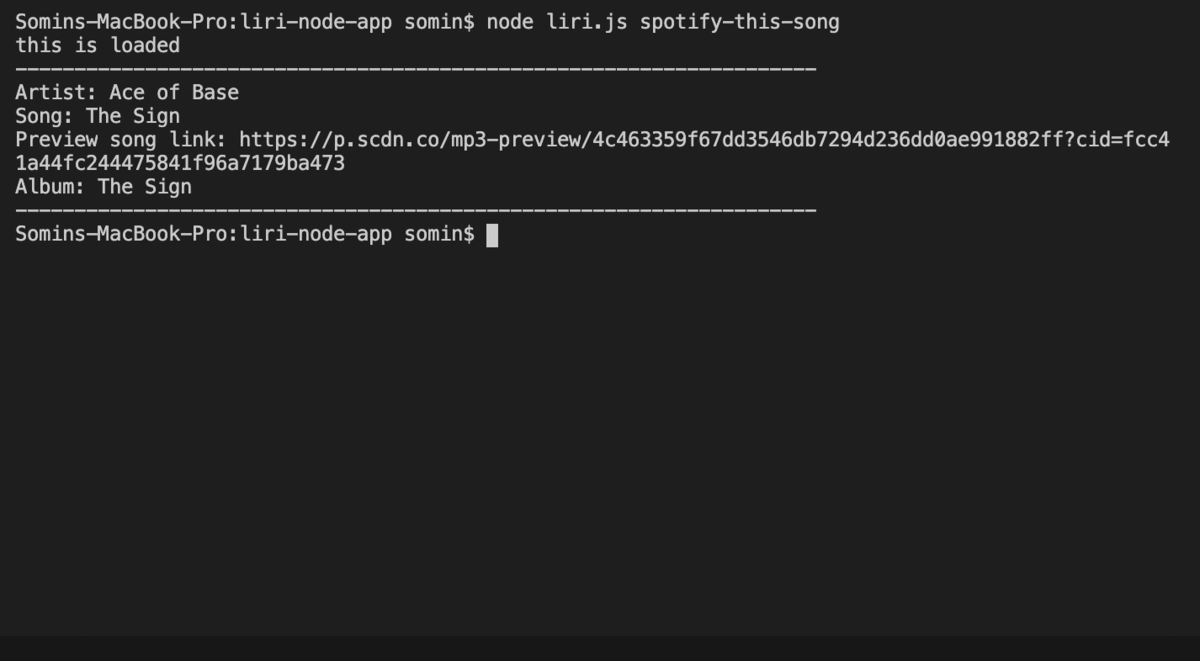 Somins-MacBook-Pro:liri-node-app somin$ node liri.js spotify-this-song
this is loaded
--------------------------------------------------------------------
Artist: Ace of Base
Song: The Sign
Preview song link: https://p.scdn.co/mp3-preview/4c463359f67dd3546db7294d236dd0ae991882ff?cid=fcc4
1a44fc244475841f96a7179ba473
Album: The Sign
--------------------------------------------------------------------
Somins-MacBook-Pro:liri-node-app somin$